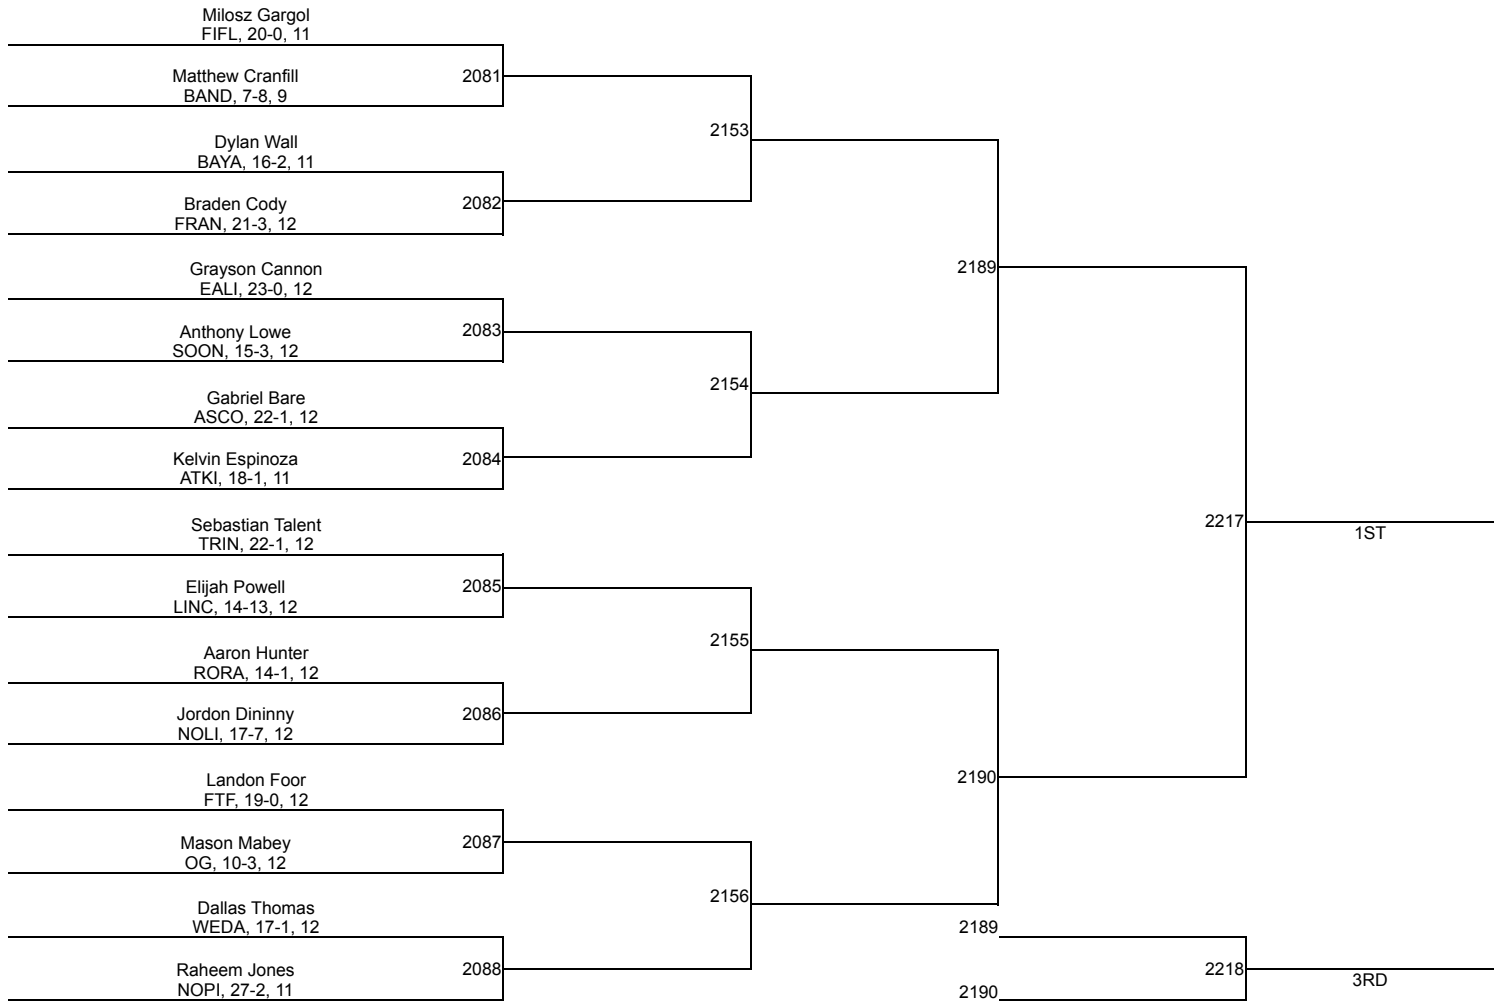 Milosz Gargol
FIFL, 20-0, 11
Matthew Cranfill
BAND, 7-8, 9
2081
Dylan Wall
BAYA, 16-2, 11
Braden Cody
FRAN, 21-3, 12
2082
Grayson Cannon
EALI, 23-0, 12
Anthony Lowe
SOON, 15-3, 12
2083
Gabriel Bare
ASCO, 22-1, 12
Kelvin Espinoza
ATKI, 18-1, 11
2084
Sebastian Talent
TRIN, 22-1, 12
Elijah Powell
LINC, 14-13, 12
2085
Aaron Hunter
RORA, 14-1, 12
Jordon Dininny
NOLI, 17-7, 12
2086
Landon Foor
FTF, 19-0, 12
Mason Mabey
OG, 10-3, 12
2087
Dallas Thomas
WEDA, 17-1, 12
Raheem Jones
NOPI, 27-2, 11
2088
2153
2154
2155
2156
2189
2190
2217
1ST
2189
2190
2218
3RD